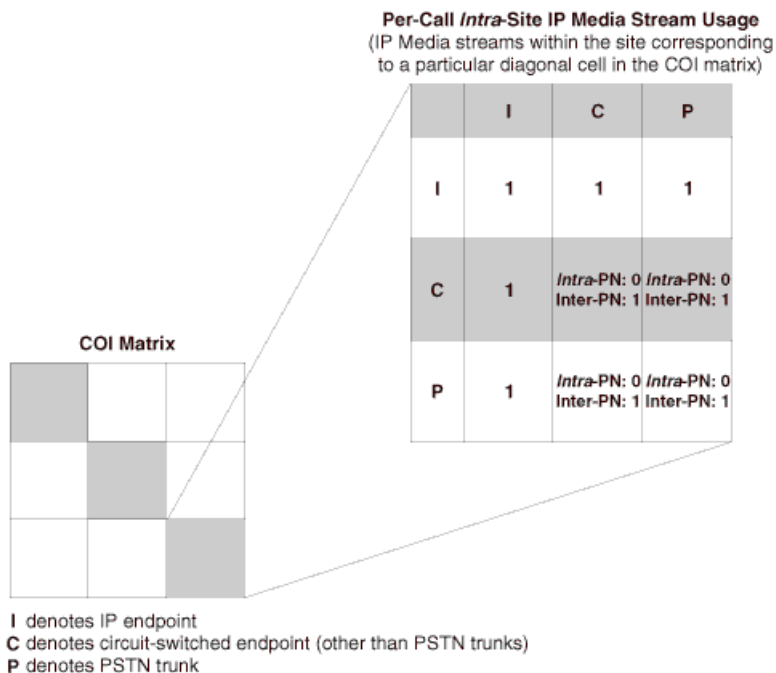 Per-Call Intra-Site IP Media Stream Usage
(IP Media streams within the site corresponding
to a particular diagonal cell in the COI matrix)
I C P
I 1 1 1
C 1 Intra-PN: 0 Intra-PN: 0
Inter-PN: 1 Inter-PN: 1
P 1 Intra-PN: 0 Intra-PN: 0
Inter-PN: 1 Inter-PN: 1
COI Matrix
I denotes IP endpoint
C denotes circuit-switched endpoint (other than PSTN trunks)
P denotes PSTN trunk